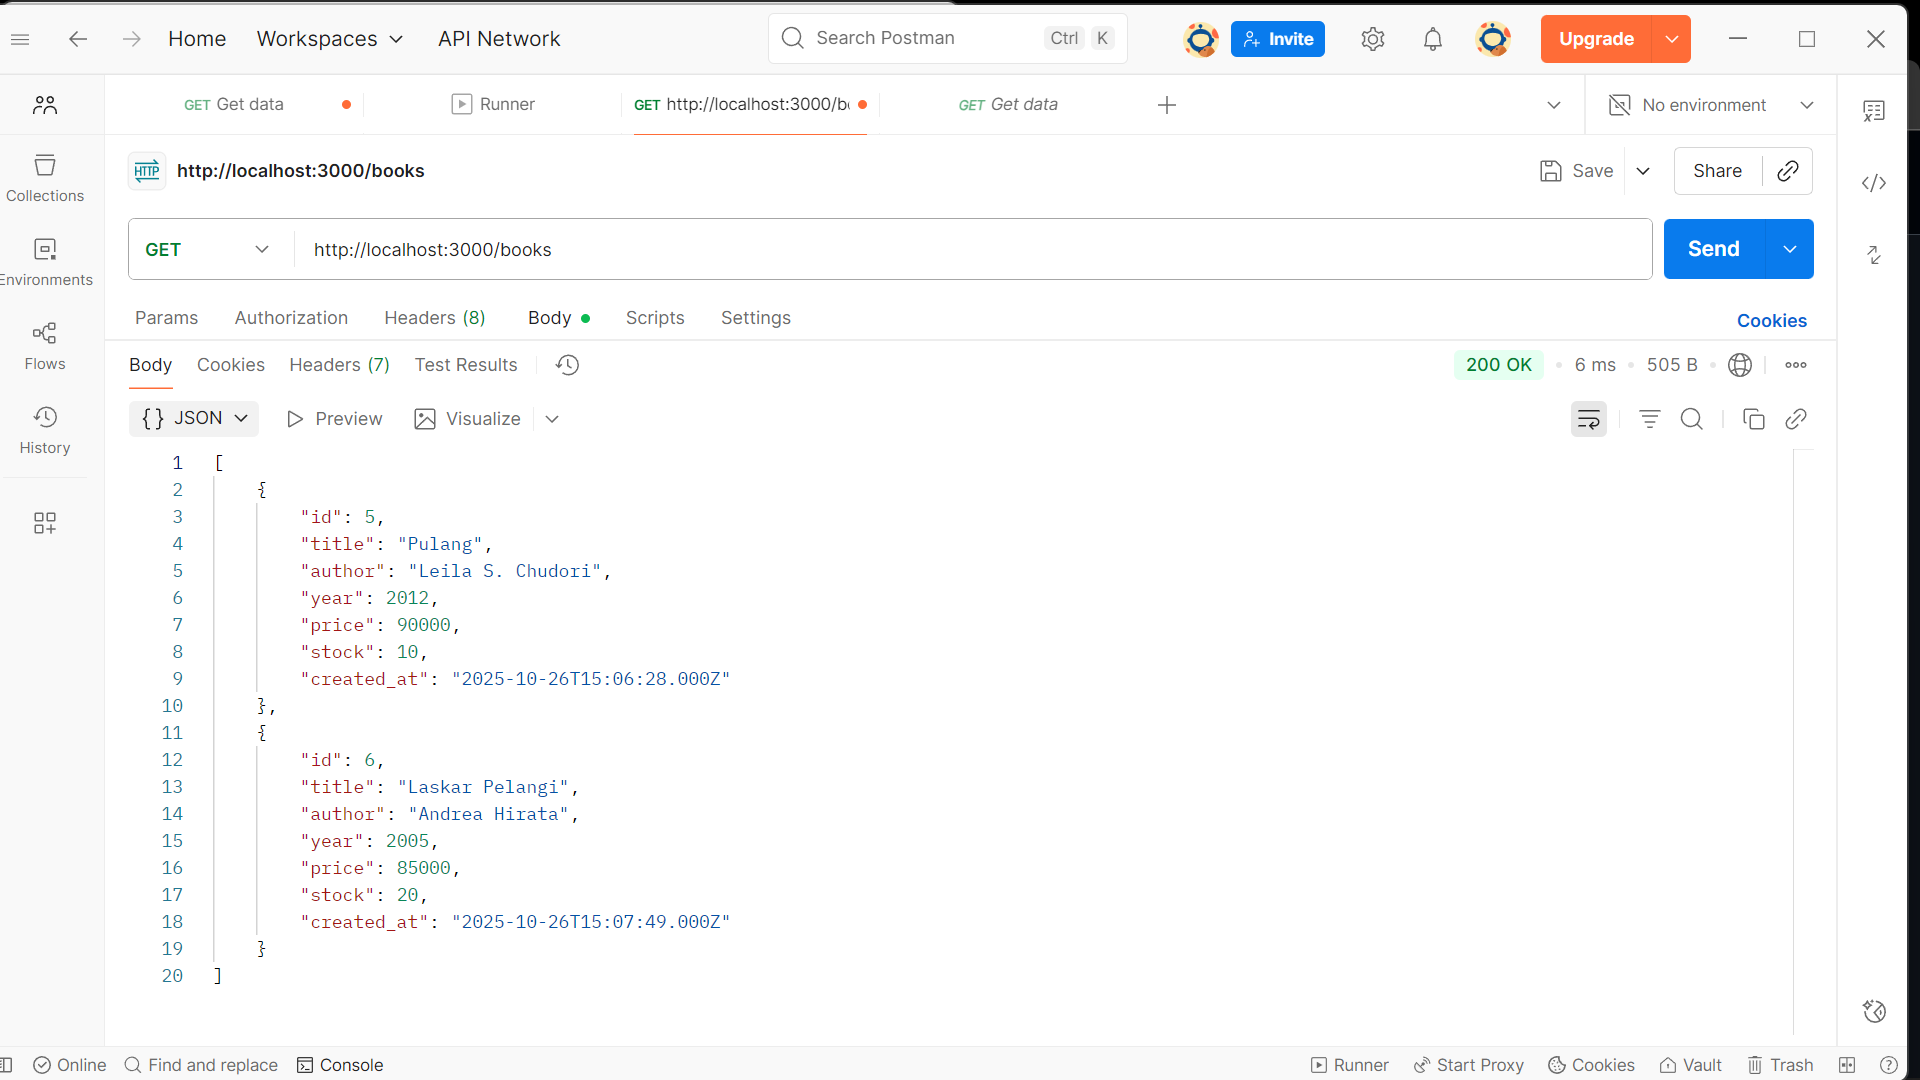 Home Workspaces API Network Search Postman Ctrl K Invite Upgrade
GET Get data Runner GET http://localhost:3000/b GET Get data No environment
HTTP http://localhost:3000/books Save Share
GET http://localhost:3000/books Send
Collections
Environments
Flows
History
Params Authorization Headers (8) Body Scripts Settings Cookies
Body Cookies Headers (7) Test Results 200 OK 6 ms 505 B
{} JSON Preview Visualize
1 [
2 {
3 "id": 5,
4 "title": "Pulang",
5 "author": "Leila S. Chudori",
6 "year": 2012,
7 "price": 90000,
8 "stock": 10,
9 "created_at": "2025-10-26T15:06:28.000Z"
10 },
11 {
12 "id": 6,
13 "title": "Laskar Pelangi",
14 "author": "Andrea Hirata",
15 "year": 2005,
16 "price": 85000,
17 "stock": 20,
18 "created_at": "2025-10-26T15:07:49.000Z"
19 }
20 ]
Online Find and replace Console Runner Start Proxy Cookies Vault Trash